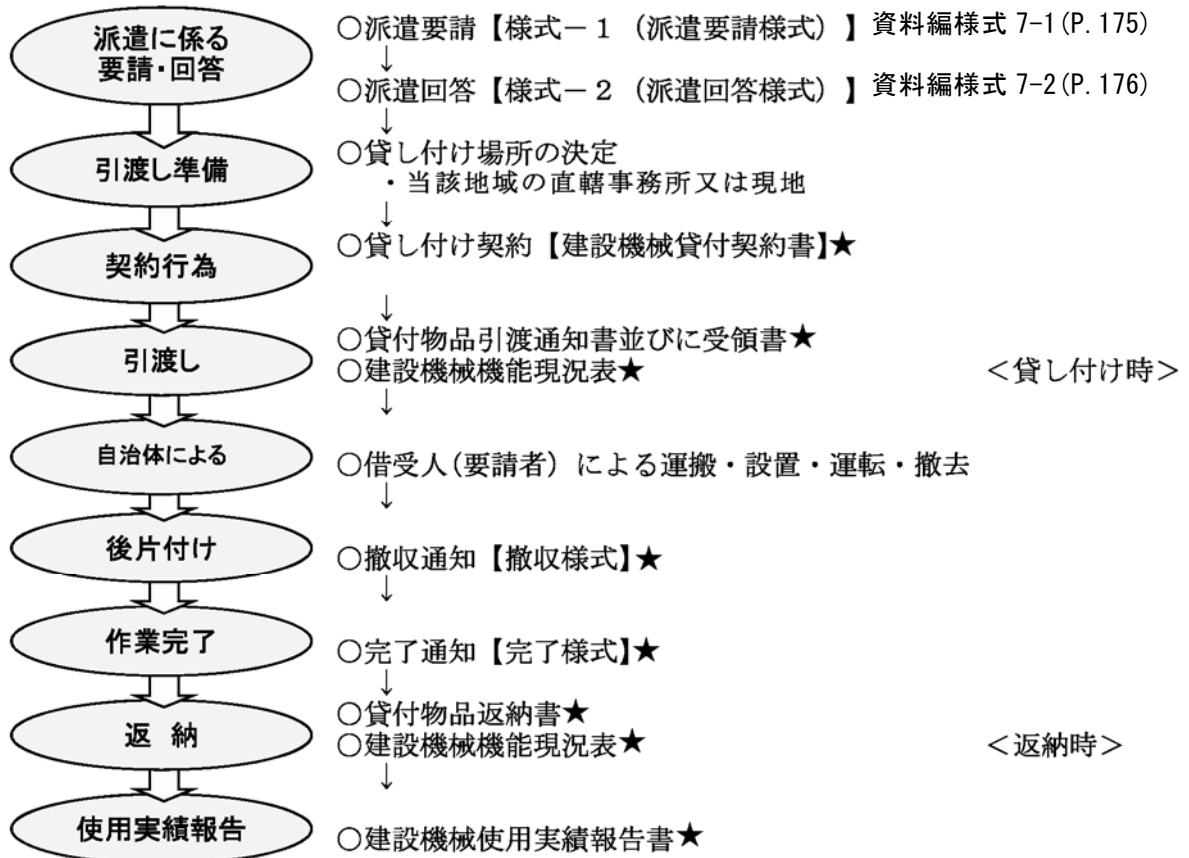 派遣に係る
要請・回答
○派遣要請【様式－１（派遣要請様式）】 資料編様式 7-1(P.175)
↓
○派遣回答【様式－２（派遣回答様式）】 資料編様式 7-2(P.176)
↓
引渡し準備
○貸し付け場所の決定
・当該地域の直轄事務所又は現地
↓
契約行為
○貸し付け契約【建設機械貸付契約書】★
↓
引渡し
○貸付物品引渡通知書並びに受領書★
○建設機械機能現況表★ ＜貸し付け時＞
↓
自治体による
○借受人(要請者）による運搬・設置・運転・撤去
↓
後片付け
○撤収通知【撤収様式】★
↓
作業完了
○完了通知【完了様式】★
↓
返 納
○貸付物品返納書★
○建設機械機能現況表★ ＜返納時＞
↓
使用実績報告
○建設機械使用実績報告書★